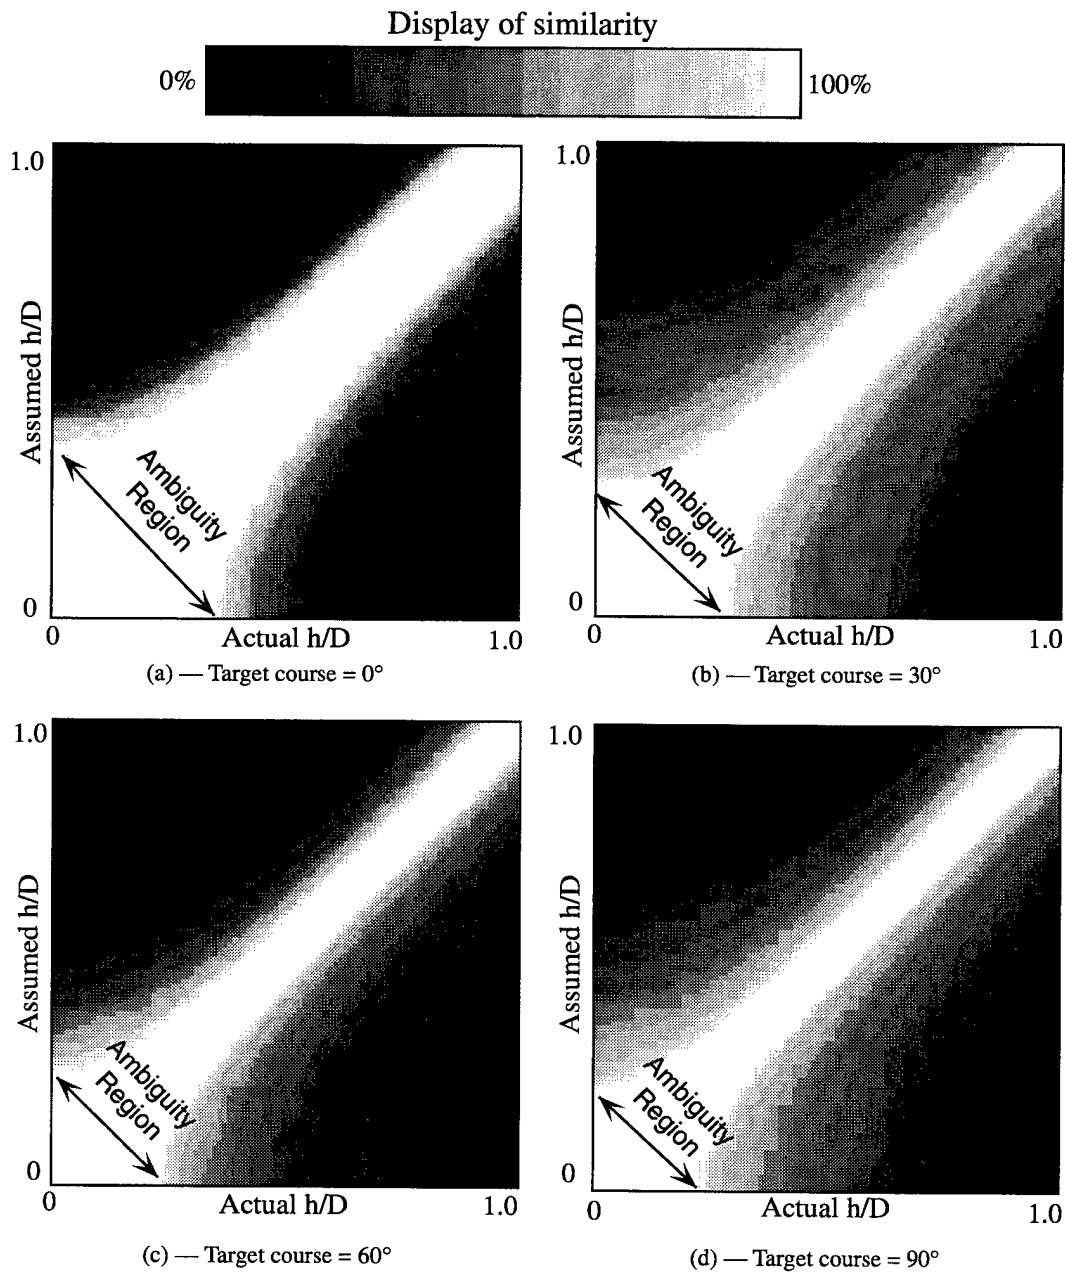 Display of similarity
0%
100%
1.0
Assumed h/D
Ambiguity
Region
0
0
Actual h/D
1.0
(a) — Target course = 0°
1.0
Assumed h/D
Ambiguity
Region
0
0
Actual h/D
1.0
(b) — Target course = 30°
1.0
Assumed h/D
Ambiguity
Region
0
0
Actual h/D
1.0
(c) — Target course = 60°
1.0
Assumed h/D
Ambiguity
Region
0
0
Actual h/D
1.0
(d) — Target course = 90°